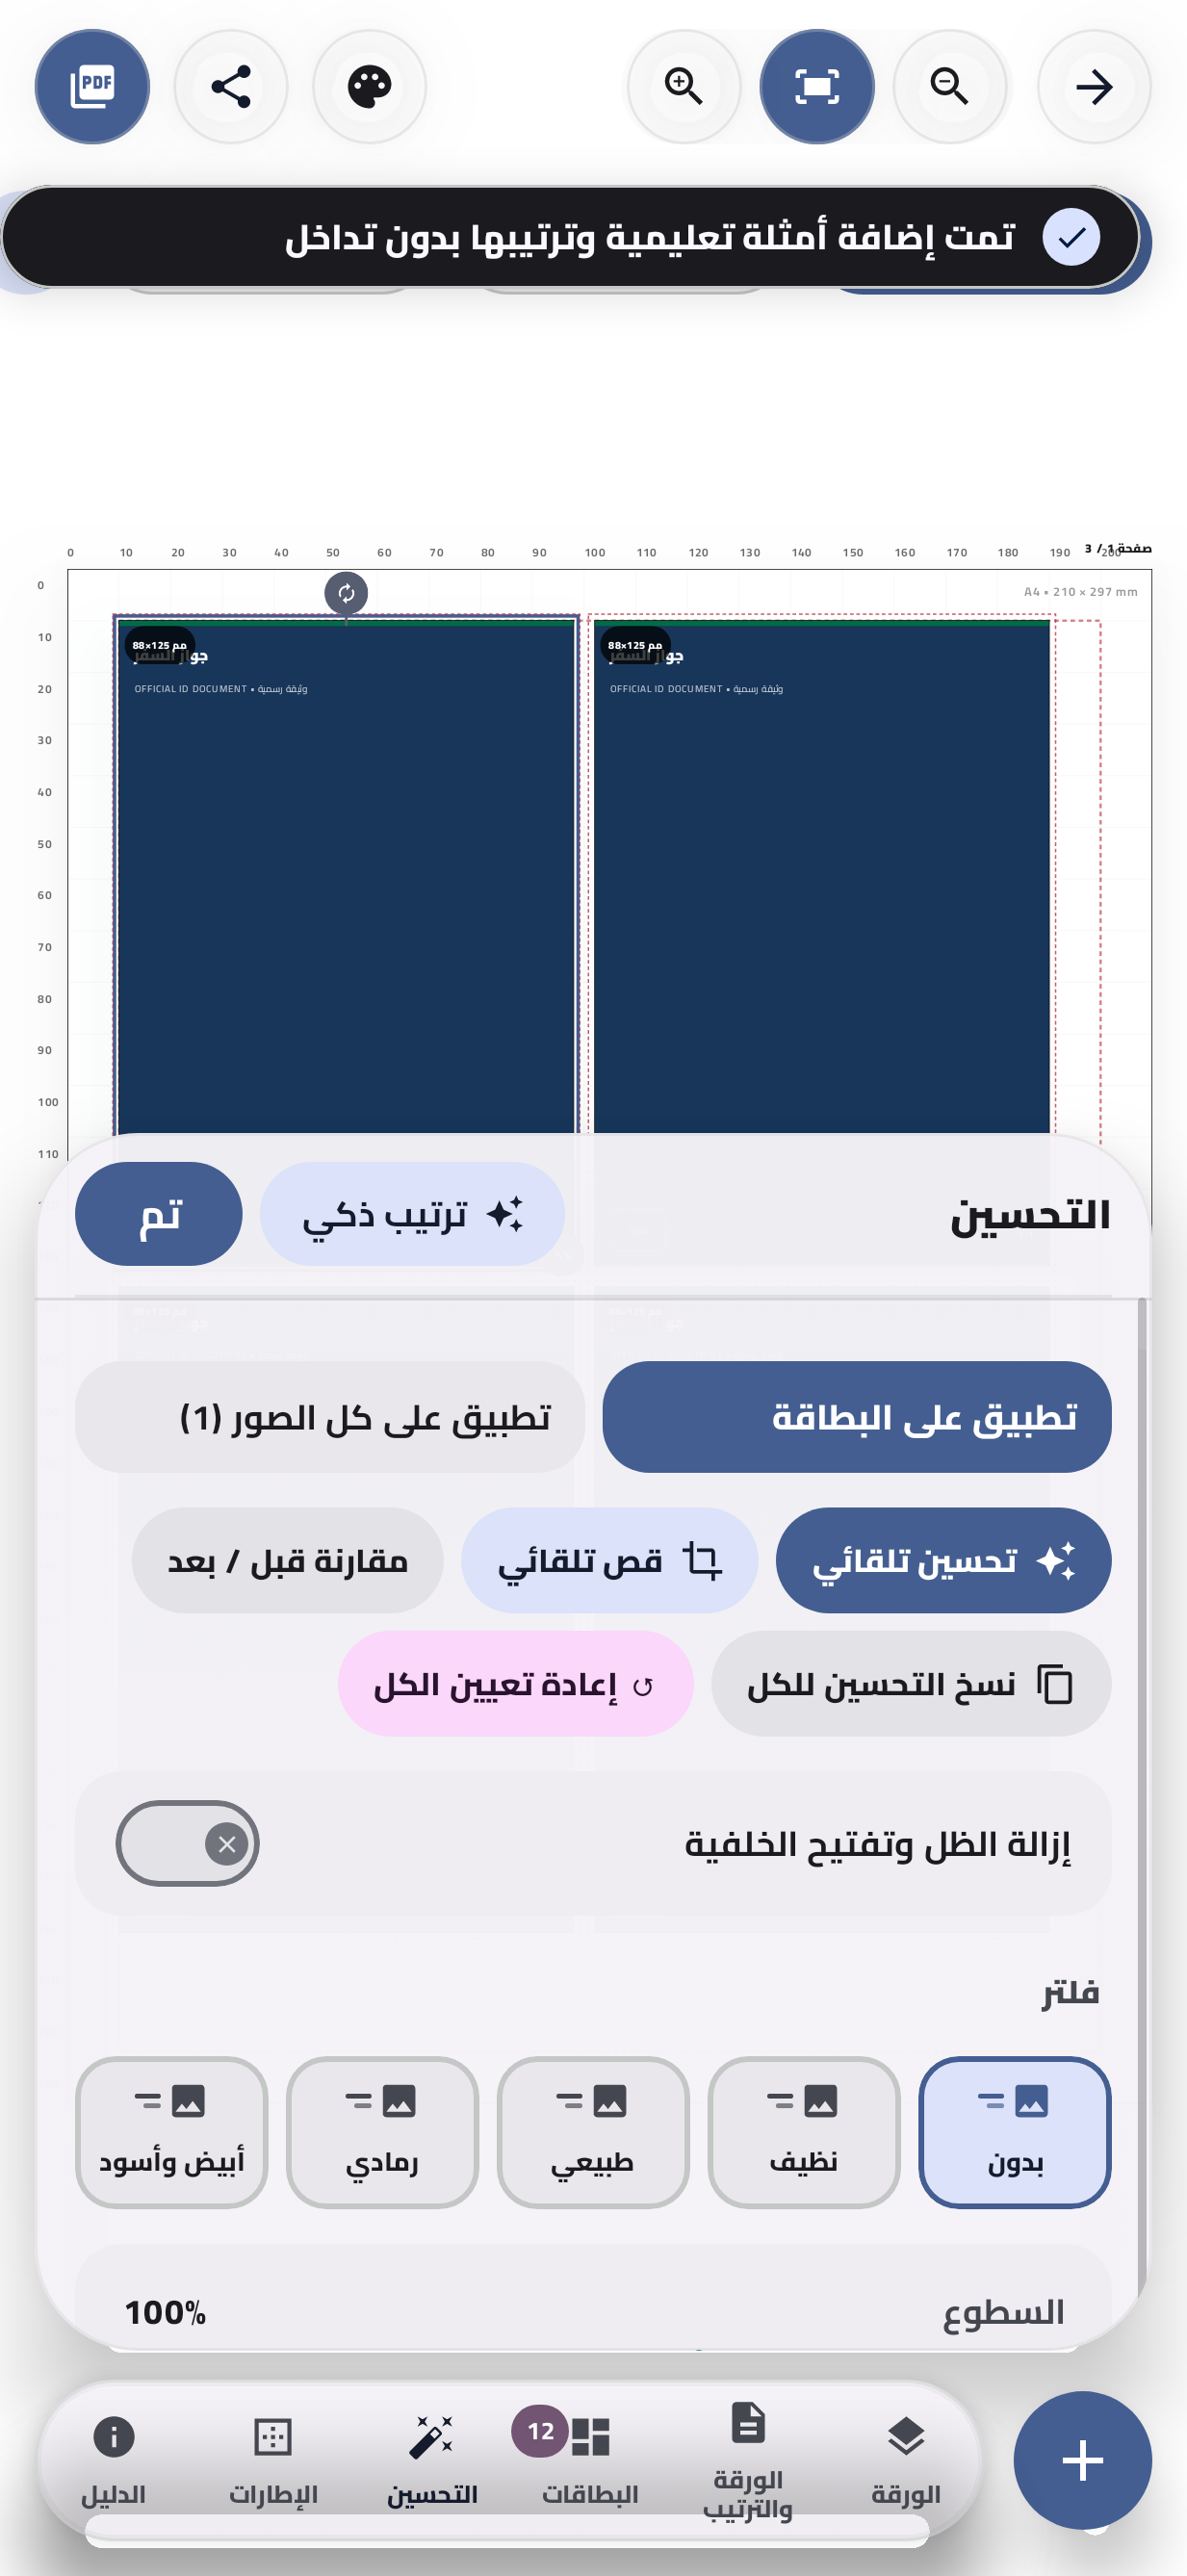 PDF
تمت إضافة أمثلة تعليمية وترتيبها بدون تداخل
صفحة 1 / 3
0 10 20 30 40 50 60 70 80 90 100 110 120 130 140 150 160 170 180 190 200
A4 • 210 × 297 mm
0
10
20
30
40
50
60
70
80
90
100
110
88×125 مم
جواز السفر
OFFICIAL ID DOCUMENT • وثيقة رسمية
88×125 مم
جواز السفر
OFFICIAL ID DOCUMENT • وثيقة رسمية
التحسين
ترتيب ذكي
تم
تطبيق على البطاقة
تطبيق على كل الصور (1)
تحسين تلقائي
قص تلقائي
مقارنة قبل / بعد
نسخ التحسين للكل
إعادة تعيين الكل
إزالة الظل وتفتيح الخلفية
فلتر
بدون
نظيف
طبيعي
رمادي
أبيض وأسود
السطوع
100%
الورقة
الورقة والترتيب
البطاقات
12
التحسين
الإطارات
الدليل